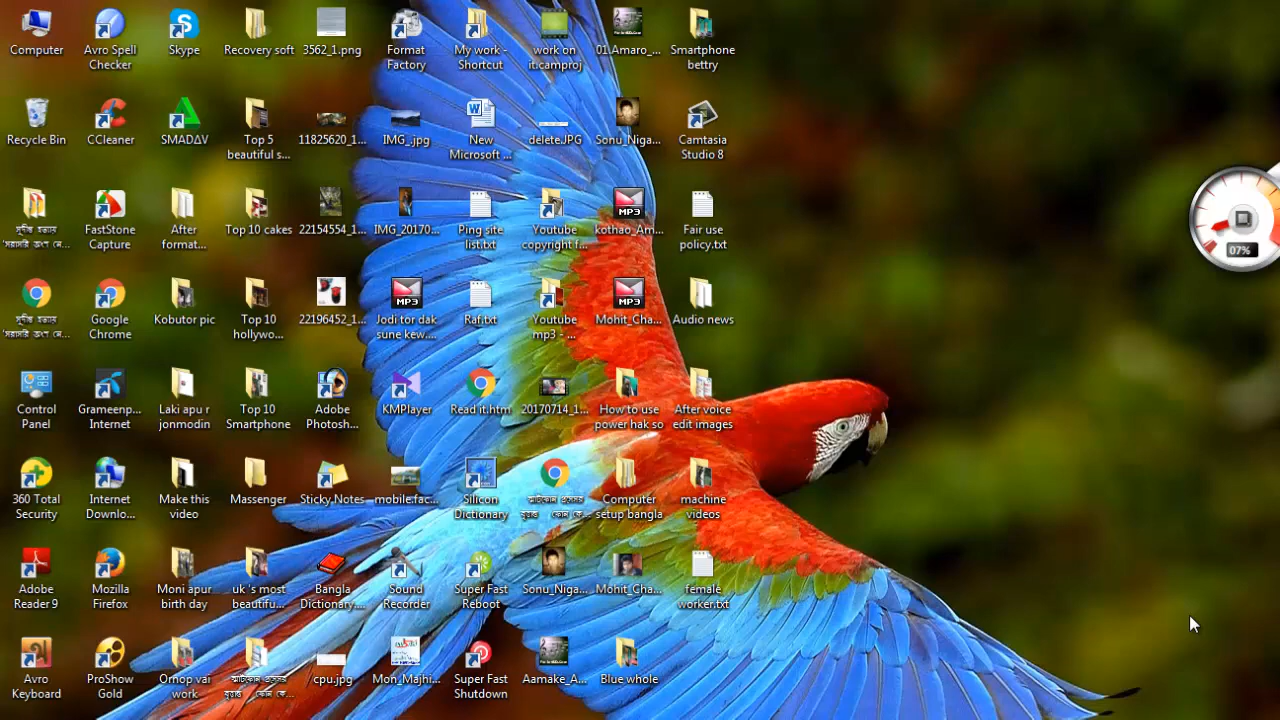 Computer
Avro Spell
Checker
Skype
Recovery soft
3562_1.png
Format
Factory
My work -
Shortcut
work on
it.camproj
01.Amaro_...
Smartphone
bettry
Recycle Bin
CCleaner
SMADΔV
Top 5
beautiful s...
11825620_1...
IMG_.jpg
New
Microsoft ...
delete.JPG
Sonu_Niga...
Camtasia
Studio 8
FastStone
Capture
After
format...
Top 10 cakes
22154554_1...
IMG_20170...
Ping site
list.txt
Youtube
copyright f...
MP3
kothao_Am...
Fair use
policy.txt
07%
Google
Chrome
Kobutor pic
Top 10
hollywo...
22196452_1...
MP3
Jodi tor dak
sune kew....
Raf.txt
Youtube
mp3 - ...
MP3
Mohit_Cha...
Audio news
Control
Panel
Grameenp...
Internet
Laki apu r
jonmodin
Top 10
Smartphone
Adobe
Photosh...
KMPlayer
Read it.htm
20170714_1...
How to use
power hak so
After voice
edit images
360 Total
Security
Internet
Downlo...
Make this
video
Massenger
Sticky Notes
mobile.fac...
Silicon
Dictionary
Computer
setup bangla
machine
videos
Adobe
Reader 9
Mozilla
Firefox
Moni apur
birth day
uk 's most
beautifu...
Bangla
Dictionary....
Sound
Recorder
Super Fast
Reboot
Sonu_Niga...
Mohit_Cha...
female
worker.txt
Avro
Keyboard
ProShow
Gold
Ornop vai
work
cpu.jpg
Mon_Majhi...
Super Fast
Shutdown
Aamake_A...
Blue whole